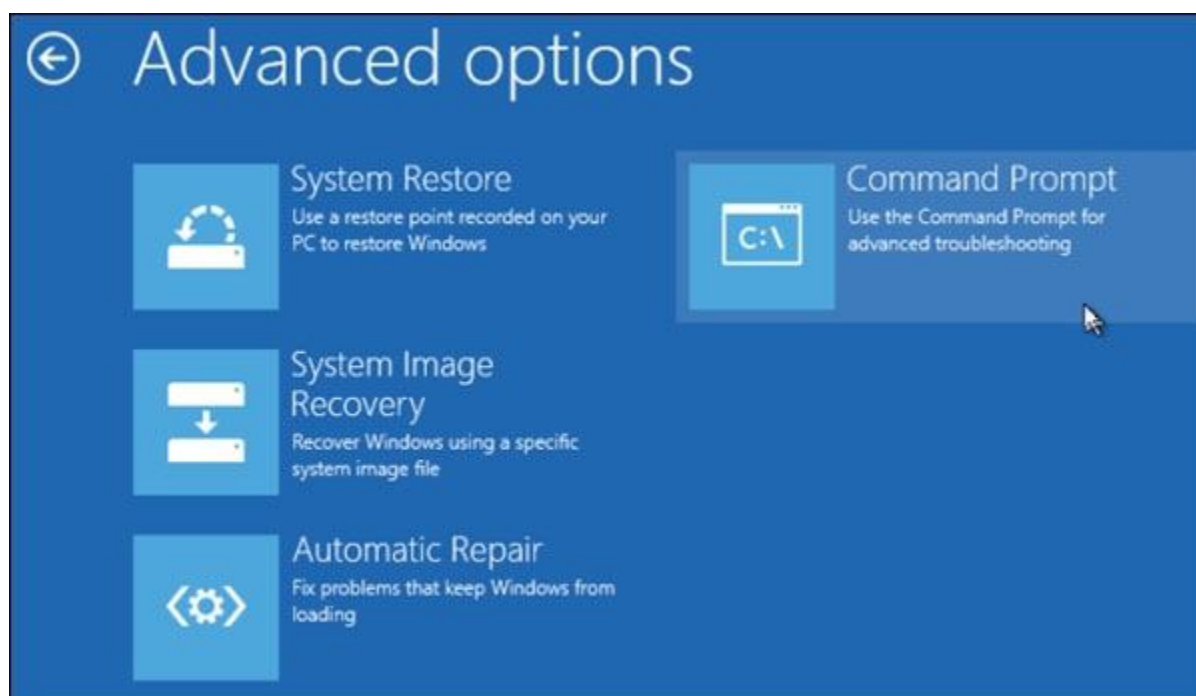 Advanced options
System Restore
Use a restore point recorded on your
PC to restore Windows
System Image
Recovery
Recover Windows using a specific
system image file
Automatic Repair
Fix problems that keep Windows from
loading
C:\
Command Prompt
Use the Command Prompt for
advanced troubleshooting